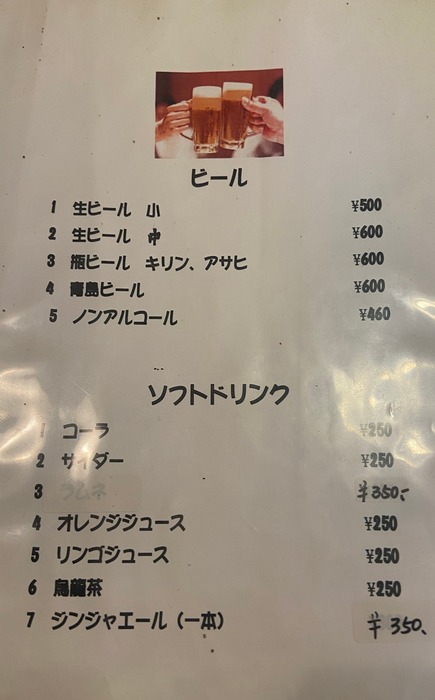 ビール
1 生ビール 小 ¥500
2 生ビール 中 ¥600
3 瓶ビール キリン、アサヒ ¥600
4 青島ビール ¥600
5 ノンアルコール ¥460
ソフトドリンク
1 コーラ ¥250
2 サイダー ¥250
3 ラムネ ¥350-
4 オレンジジュース ¥250
5 リンゴジュース ¥250
6 烏龍茶 ¥250
7 ジンジャエール（一本） ¥350、